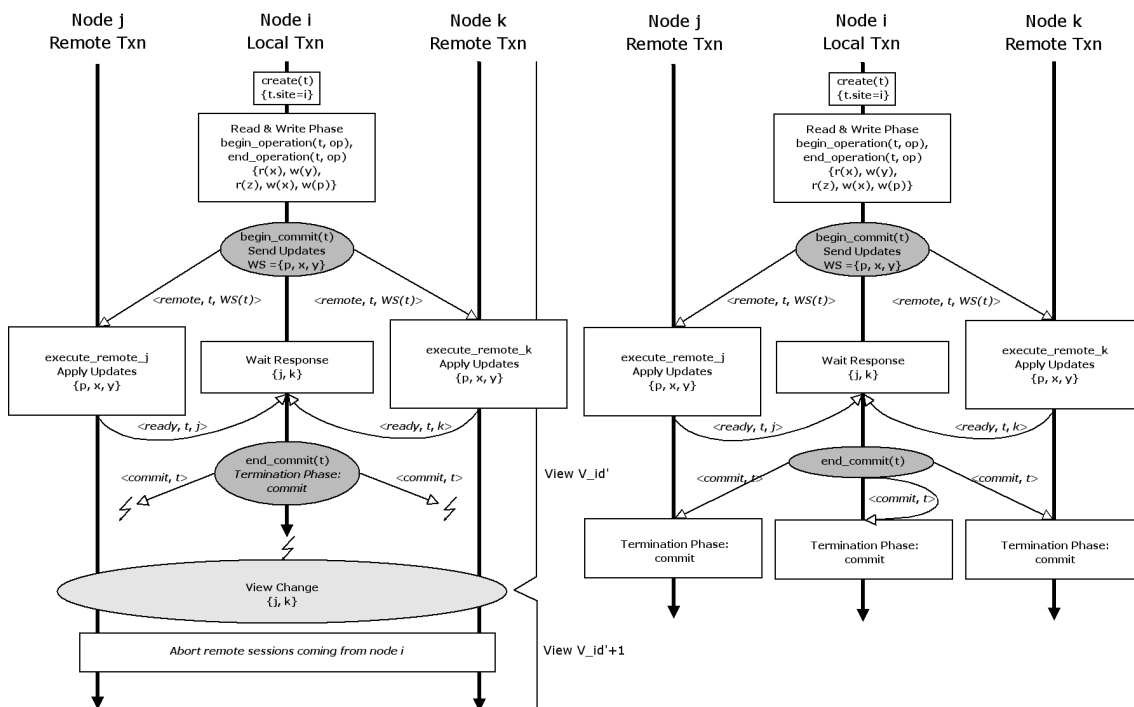 Node j
Remote Txn
Node i
Local Txn
Node k
Remote Txn
create(t)
{t.site=i}
Read & Write Phase
begin_operation(t, op),
end_operation(t, op)
{r(x), w(y),
r(z), w(x), w(p)}
begin_commit(t)
Send Updates
WS ={p, x, y}
<remote, t, WS(t)>
<remote, t, WS(t)>
execute_remote_j
Apply Updates
{p, x, y}
Wait Response
{j, k}
execute_remote_k
Apply Updates
{p, x, y}
<ready, t, j>
<ready, t, k>
end_commit(t)
Termination Phase:
commit
<commit, t>
<commit, t>
View Change
{j, k}
Abort remote sessions coming from node i
View V_id'
View V_id'+1
Node j
Remote Txn
Node i
Local Txn
Node k
Remote Txn
create(t)
{t.site=i}
Read & Write Phase
begin_operation(t, op),
end_operation(t, op)
{r(x), w(y),
r(z), w(x), w(p)}
begin_commit(t)
Send Updates
WS ={p, x, y}
<remote, t, WS(t)>
<remote, t, WS(t)>
execute_remote_j
Apply Updates
{p, x, y}
Wait Response
{j, k}
execute_remote_k
Apply Updates
{p, x, y}
<ready, t, j>
<ready, t, k>
end_commit(t)
<commit, t>
<commit, t>
<commit, t>
Termination Phase:
commit
Termination Phase:
commit
Termination Phase:
commit